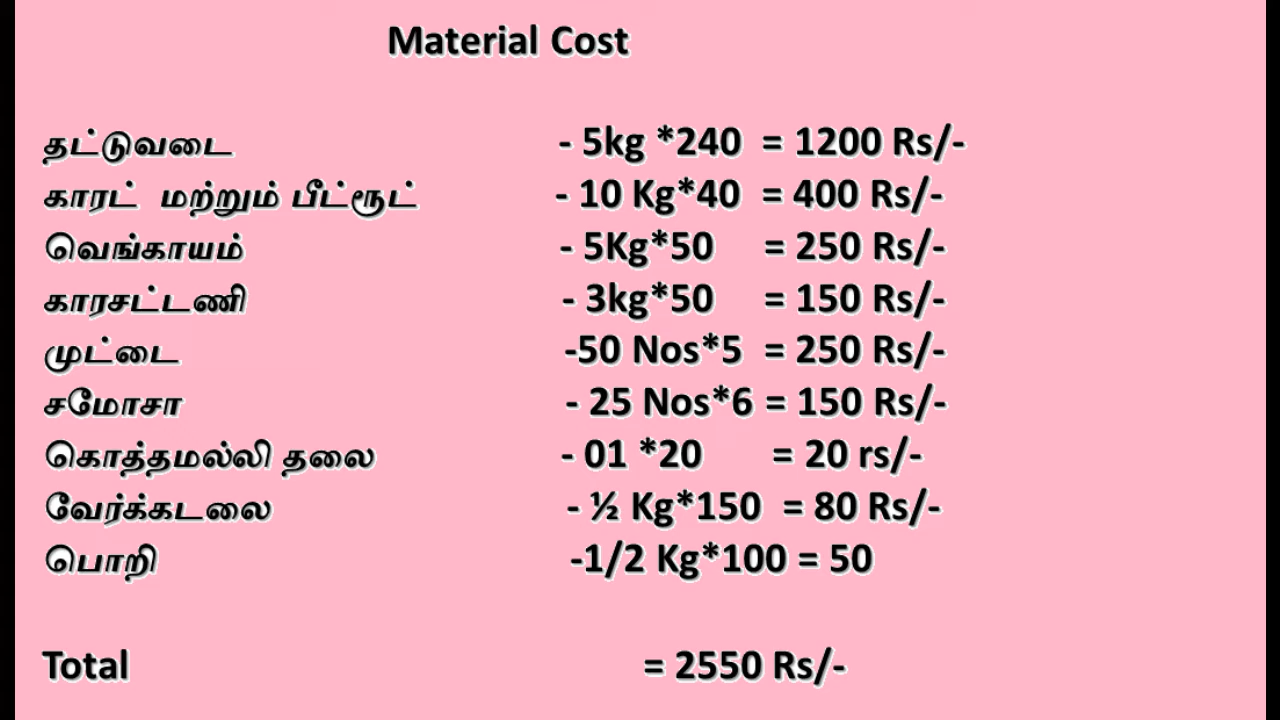 Material Cost
தட்டுவடை - 5kg *240 = 1200 Rs/-
காரட் மற்றும் பீட்ரூட் - 10 Kg*40 = 400 Rs/-
வெங்காயம் - 5Kg*50 = 250 Rs/-
காரசட்டணி - 3kg*50 = 150 Rs/-
முட்டை -50 Nos*5 = 250 Rs/-
சமோசா - 25 Nos*6 = 150 Rs/-
கொத்தமல்லி தலை - 01 *20 = 20 rs/-
வேர்க்கடலை - ½ Kg*150 = 80 Rs/-
பொறி -1/2 Kg*100 = 50
Total = 2550 Rs/-